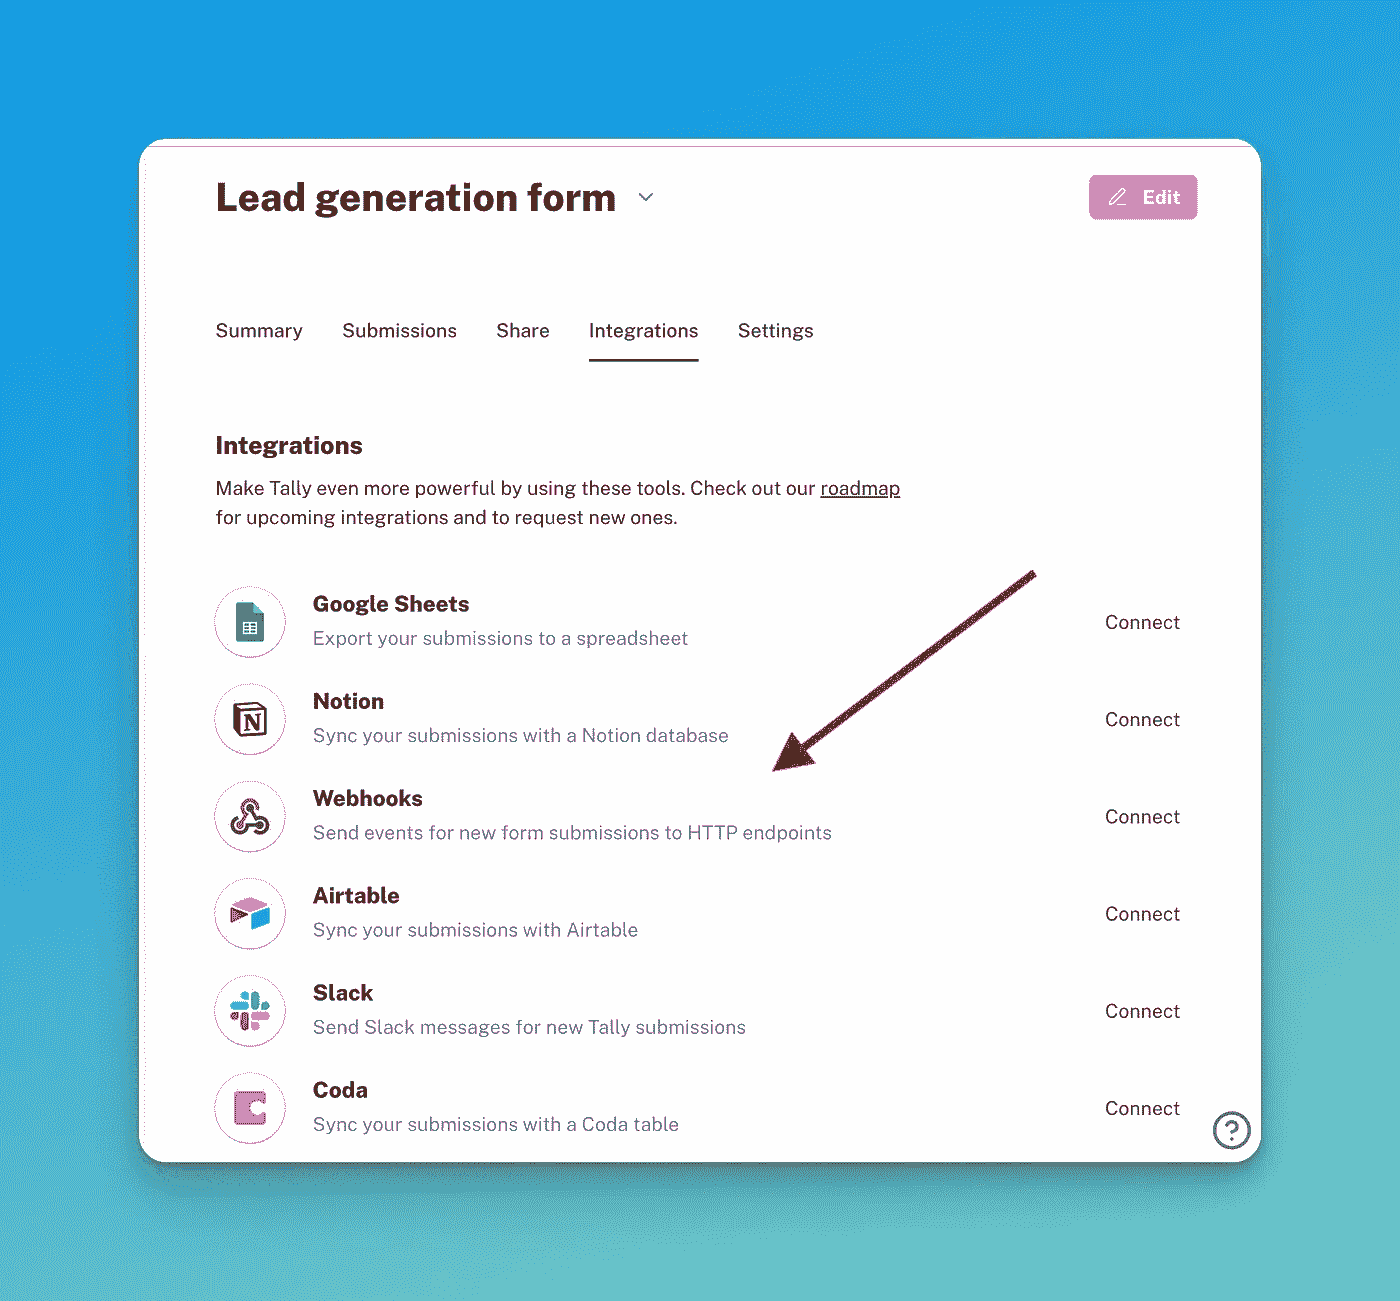 Lead generation form
Edit
Summary Submissions Share Integrations Settings
Integrations
Make Tally even more powerful by using these tools. Check out our roadmap
for upcoming integrations and to request new ones.
Google Sheets
Export your submissions to a spreadsheet
Connect
Notion
Sync your submissions with a Notion database
Connect
Webhooks
Send events for new form submissions to HTTP endpoints
Connect
Airtable
Sync your submissions with Airtable
Connect
Slack
Send Slack messages for new Tally submissions
Connect
Coda
Sync your submissions with a Coda table
Connect
?